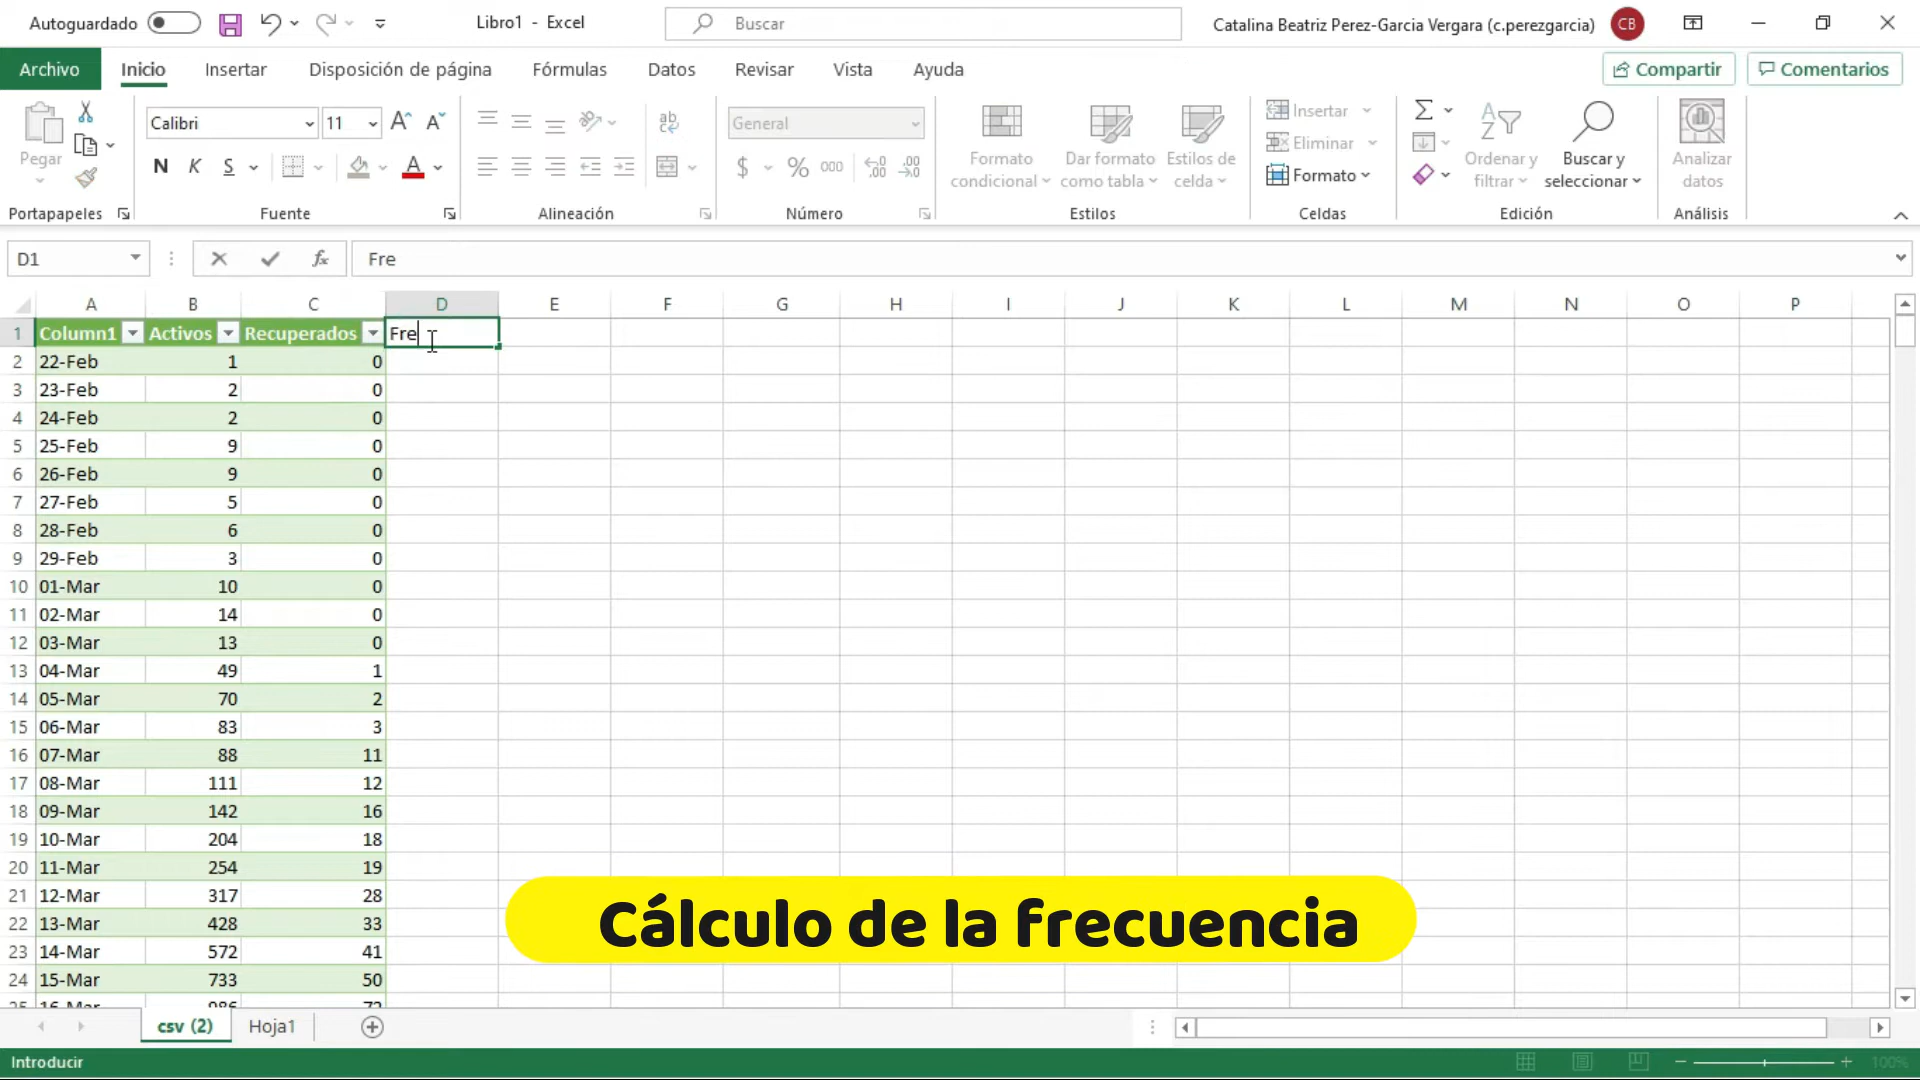 Autoguardado
Libro1 - Excel
Buscar
Catalina Beatriz Perez-Garcia Vergara (c.perezgarcia)
CB
Archivo Inicio Insertar Disposición de página Fórmulas Datos Revisar Vista Ayuda
Compartir Comentarios
Pegar
Portapapeles
Calibri 11
N K S
Fuente
Alineación
General
$ % 000
Número
Formato condicional
Dar formato como tabla
Estilos de celda
Estilos
Insertar
Eliminar
Formato
Celdas
Ordenar y filtrar
Buscar y seleccionar
Edición
Analizar datos
Análisis
D1 fx Fre
A B C D E F G H I J K L M N O P
1 Column1 Activos Recuperados Fre
2 22-Feb 1 0
3 23-Feb 2 0
4 24-Feb 2 0
5 25-Feb 9 0
6 26-Feb 9 0
7 27-Feb 5 0
8 28-Feb 6 0
9 29-Feb 3 0
10 01-Mar 10 0
11 02-Mar 14 0
12 03-Mar 13 0
13 04-Mar 49 1
14 05-Mar 70 2
15 06-Mar 83 3
16 07-Mar 88 11
17 08-Mar 111 12
18 09-Mar 142 16
19 10-Mar 204 18
20 11-Mar 254 19
21 12-Mar 317 28
22 13-Mar 428 33
23 14-Mar 572 41
24 15-Mar 733 50
Cálculo de la frecuencia
csv (2) Hoja1
Introducir
100%